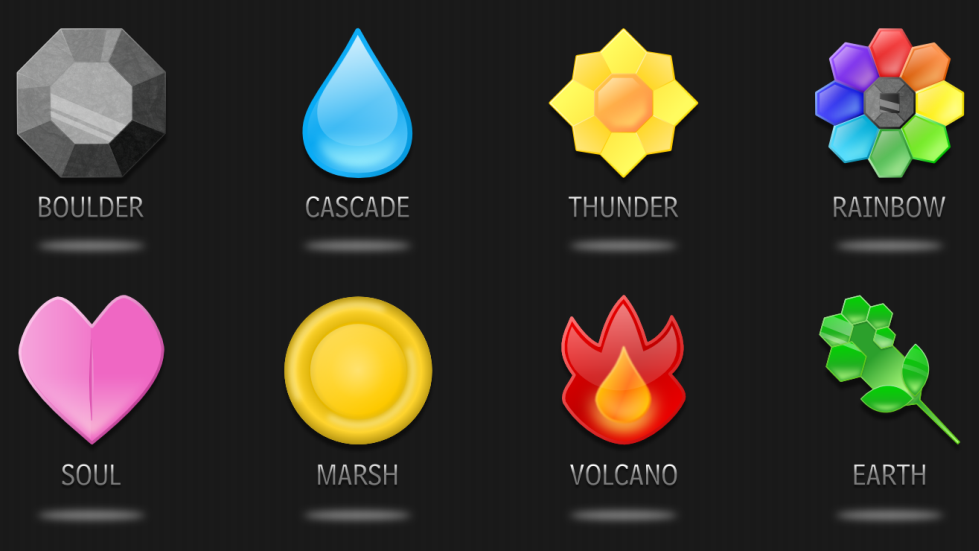 BOULDER
CASCADE
THUNDER
RAINBOW
SOUL
MARSH
VOLCANO
EARTH